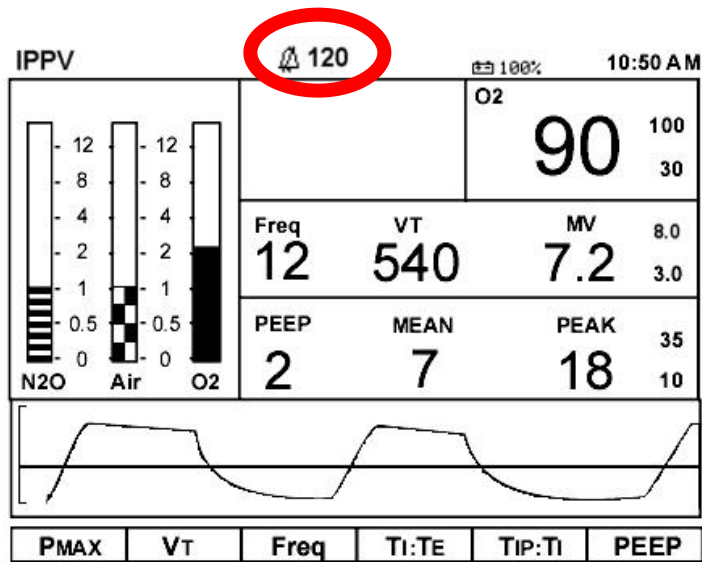 IPPV 120 100% 10:50 AM
O2
90
100
30
12 12
8 8
4 4
2 2
1 1
0.5 0.5
0 0
N2O Air O2
Freq VT MV
12 540 7.2
8.0
3.0
PEEP MEAN PEAK
2 7 18
35
10
PMAX VT Freq TI:TE TIP:TI PEEP